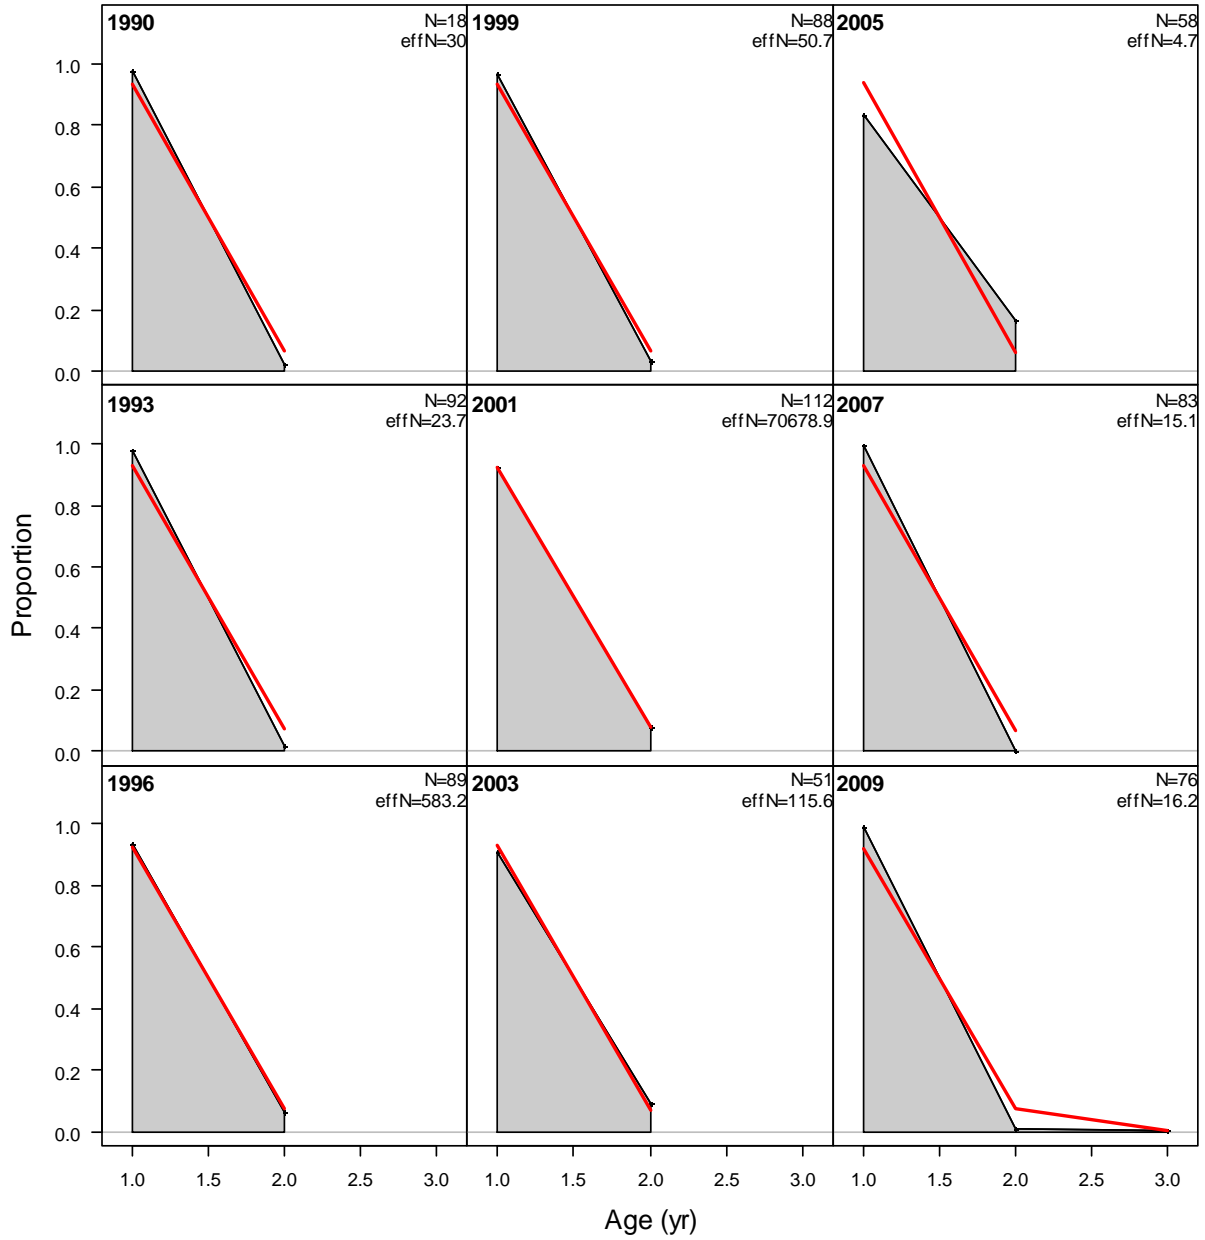 1990
N=18
effN=30
1999
N=88
effN=50.7
2005
N=58
effN=4.7
1.0
0.8
0.6
0.4
0.2
0.0
1993
N=92
effN=23.7
2001
N=112
effN=70678.9
2007
N=83
effN=15.1
1.0
0.8
0.6
0.4
0.2
0.0
1996
N=89
effN=583.2
2003
N=51
effN=115.6
2009
N=76
effN=16.2
1.0
0.8
0.6
0.4
0.2
0.0
Proportion
1.0 1.5 2.0 2.5 3.0 1.0 1.5 2.0 2.5 3.0 1.0 1.5 2.0 2.5 3.0
Age (yr)